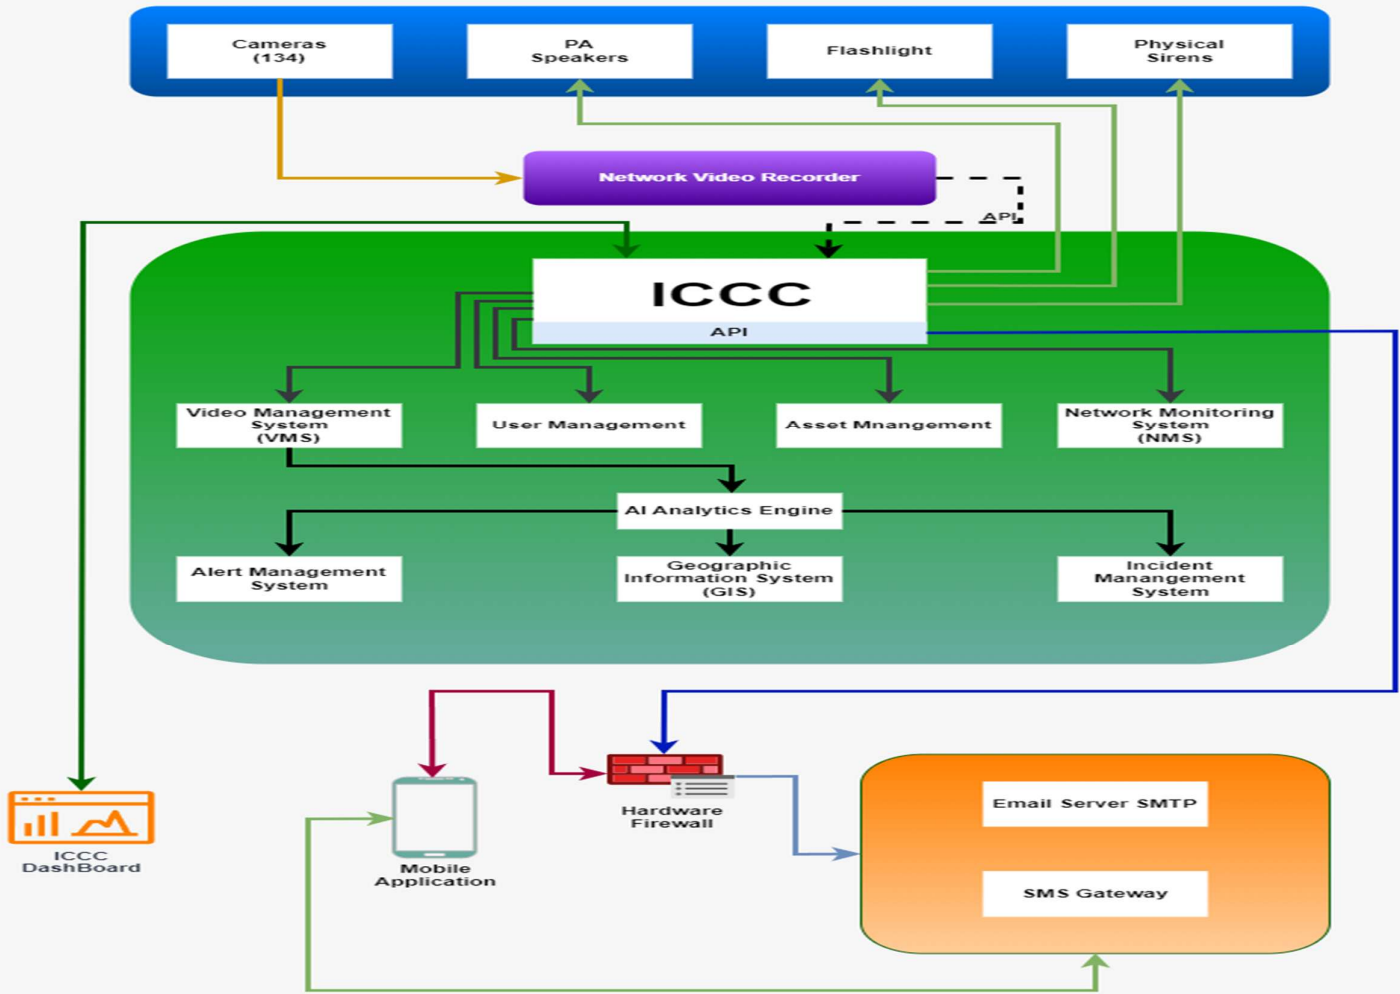 Cameras
(134)
PA
Speakers
Flashlight
Physical
Sirens
Network Video Recorder
API
ICCC
API
Video Management
System
(VMS)
User Management
Asset Mnangement
Network Monitoring
System
(NMS)
AI Analytics Engine
Alert Management
System
Geographic
Information System
(GIS)
Incident
Manangement
System
Hardware
Firewall
Email Server SMTP
ICCC
DashBoard
Mobile
Application
SMS Gateway